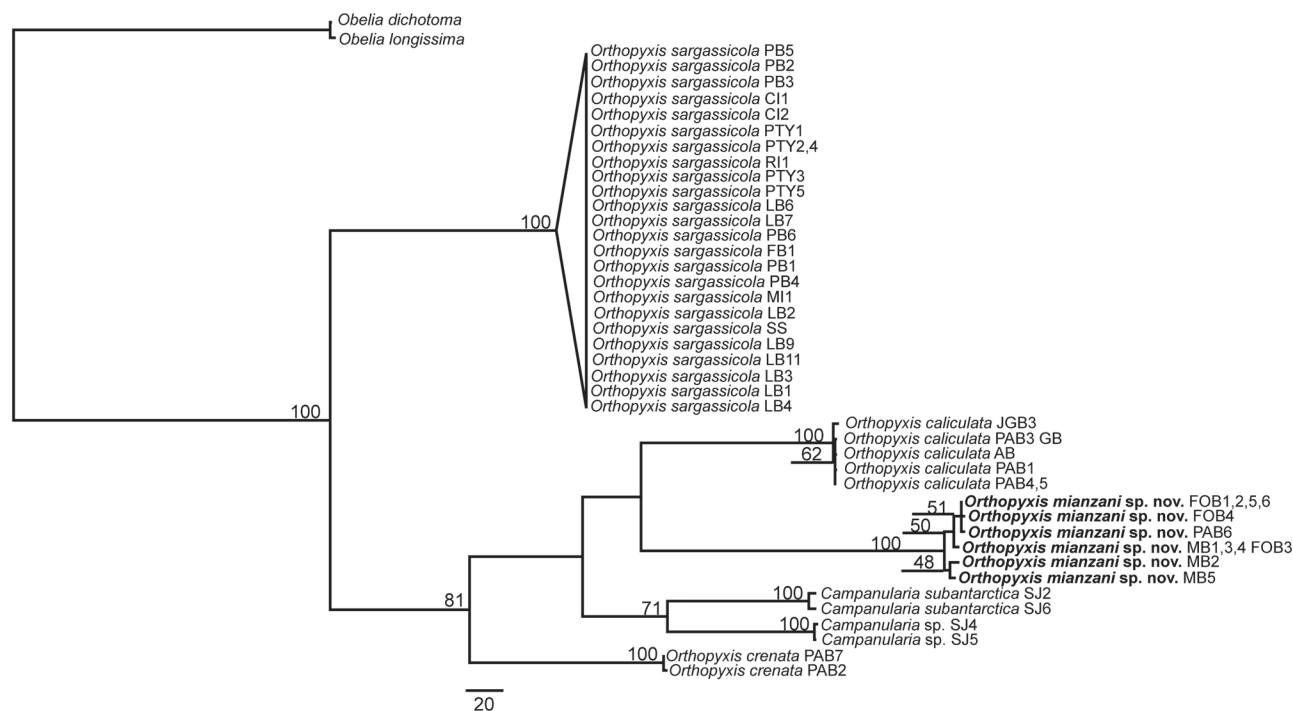 Obelia dichotoma
Obelia longissima
Orthopyxis sargassicola PB5
Orthopyxis sargassicola PB2
Orthopyxis sargassicola PB3
Orthopyxis sargassicola CI1
Orthopyxis sargassicola CI2
Orthopyxis sargassicola PTY1
Orthopyxis sargassicola PTY2,4
Orthopyxis sargassicola RI1
Orthopyxis sargassicola PTY3
Orthopyxis sargassicola PTY5
Orthopyxis sargassicola LB6
Orthopyxis sargassicola LB7
100
Orthopyxis sargassicola PB6
Orthopyxis sargassicola FB1
Orthopyxis sargassicola PB1
Orthopyxis sargassicola PB4
Orthopyxis sargassicola MI1
Orthopyxis sargassicola LB2
Orthopyxis sargassicola SS
Orthopyxis sargassicola LB9
Orthopyxis sargassicola LB11
Orthopyxis sargassicola LB3
Orthopyxis sargassicola LB1
Orthopyxis sargassicola LB4
100
Orthopyxis caliculata JGB3
100
Orthopyxis caliculata PAB3 GB
62
Orthopyxis caliculata AB
Orthopyxis caliculata PAB1
Orthopyxis caliculata PAB4,5
Orthopyxis mianzani sp. nov. FOB1,2,5,6
51
Orthopyxis mianzani sp. nov. FOB4
50
Orthopyxis mianzani sp. nov. PAB6
100
Orthopyxis mianzani sp. nov. MB1,3,4 FOB3
48
Orthopyxis mianzani sp. nov. MB2
Orthopyxis mianzani sp. nov. MB5
81
100
Campanularia subantarctica SJ2
71
Campanularia subantarctica SJ6
100
Campanularia sp. SJ4
Campanularia sp. SJ5
100
Orthopyxis crenata PAB7
Orthopyxis crenata PAB2
20